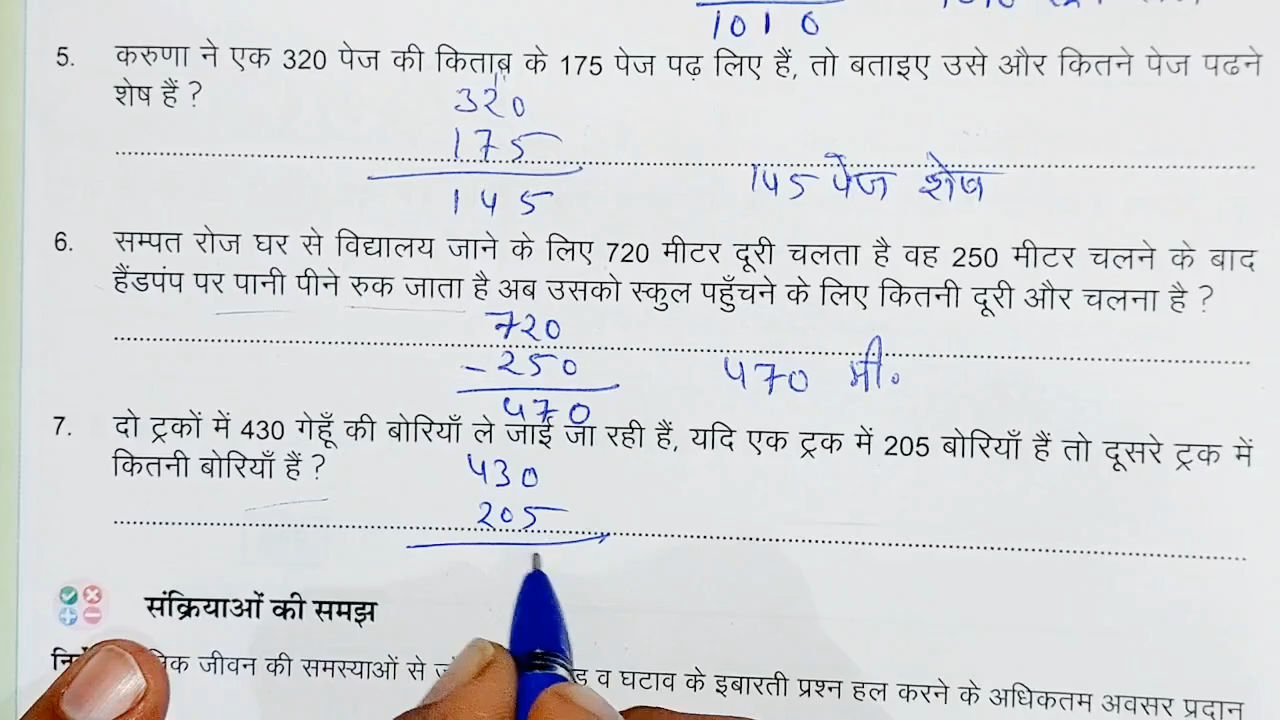 1010
5. करुणा ने एक 320 पेज की किताब के 175 पेज पढ़ लिए हैं, तो बताइए उसे और कितने पेज पढने
शेष हैं ?
320
175
145 पेज शेष
145
6. सम्पत रोज घर से विद्यालय जाने के लिए 720 मीटर दूरी चलता है वह 250 मीटर चलने के बाद
हैंडपंप पर पानी पीने रुक जाता है अब उसको स्कुल पहुँचने के लिए कितनी दूरी और चलना है ?
720
- 250
470 मी.
470
7. दो ट्रकों में 430 गेहूँ की बोरियाँ ले जाई जा रही हैं, यदि एक ट्रक में 205 बोरियाँ हैं तो दूसरे ट्रक में
कितनी बोरियाँ हैं ?
430
205
संक्रियाओं की समझ
जीवन की समस्याओं से व घटाव के इबारती प्रश्न हल करने के अधिकतम अवसर प्रदान